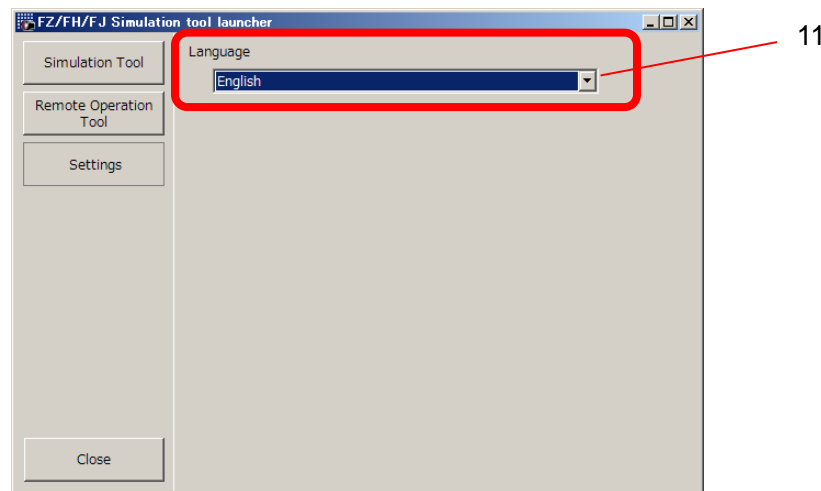 FZ/FH/FJ Simulation tool launcher
11
Simulation Tool
Language
English
Remote Operation
Tool
Settings
Close